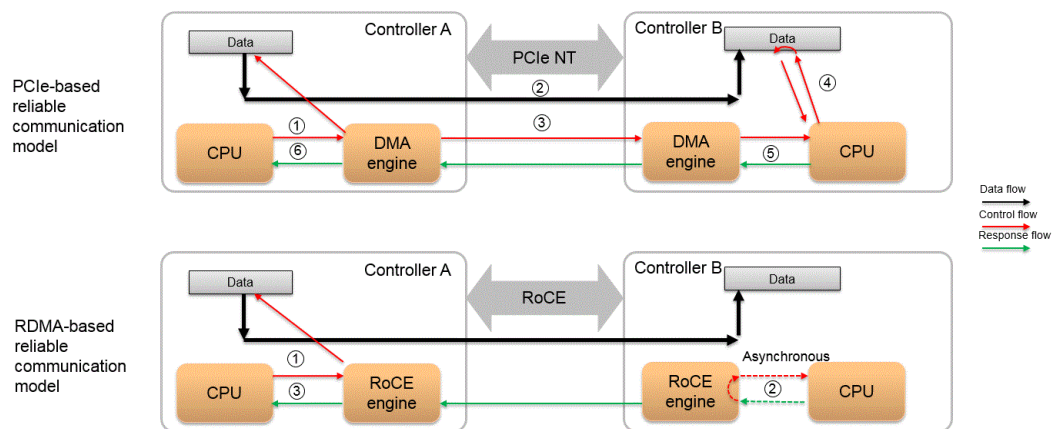 Controller A
Controller B
Data
Data
PCIe NT
PCIe-based
reliable
communication
model
②
④
①
③
CPU
DMA
engine
DMA
engine
CPU
⑥
⑤
Data flow
Control flow
Response flow
Controller A
Controller B
Data
Data
RoCE
RDMA-based
reliable
communication
model
①
Asynchronous
CPU
RoCE
engine
RoCE
engine
CPU
③
②